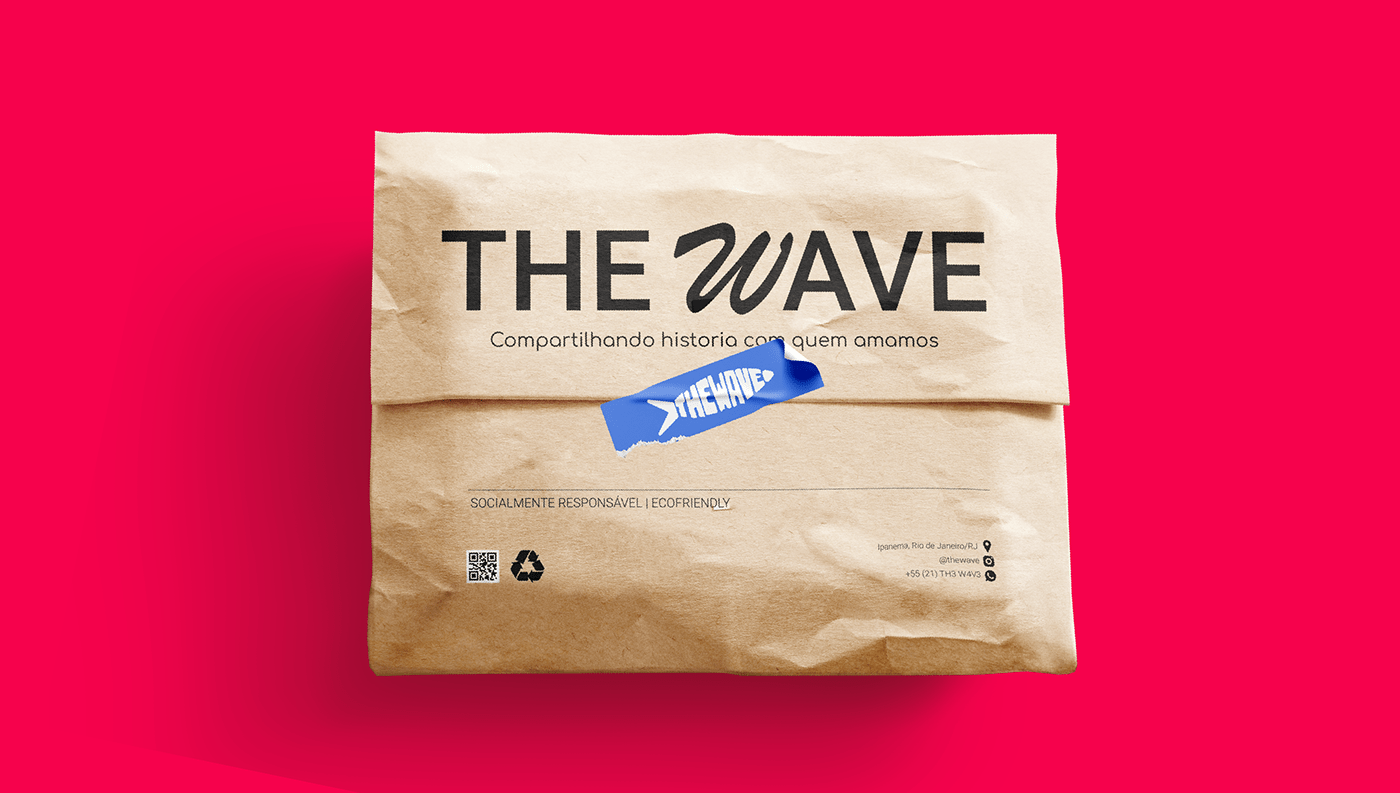 THE WAVE
Compartilhando historia com quem amamos
THEWAVE
SOCIALMENTE RESPONSÁVEL | ECOFRIENDLY
Ipanema, Rio de Janeiro/RJ
@thewave
+55 (21) TH3 W4V3